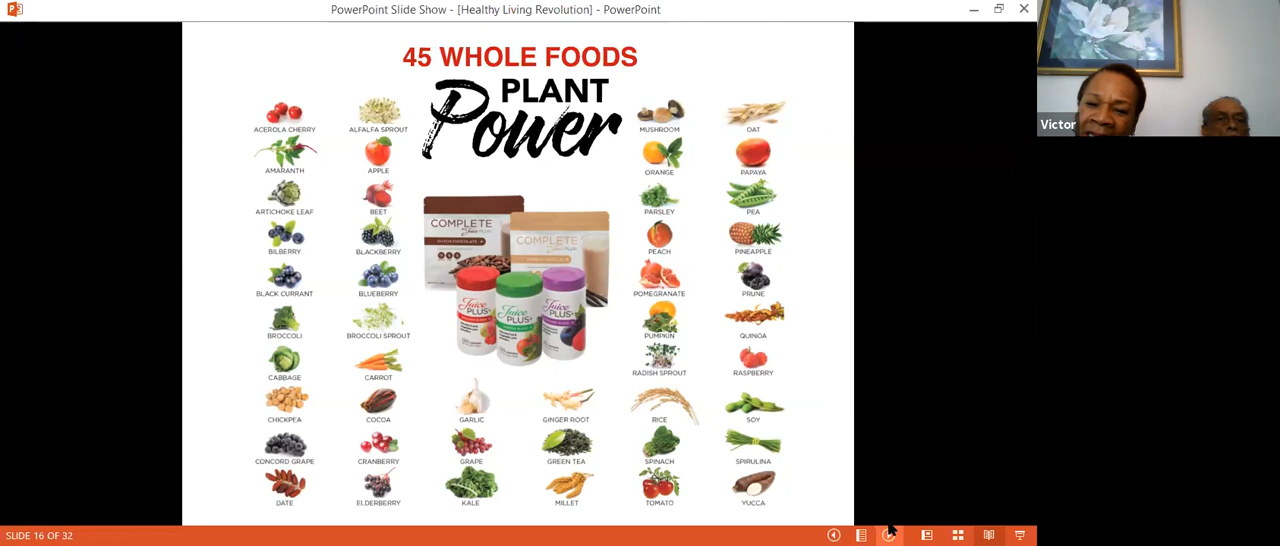 PowerPoint Slide Show - [Healthy Living Revolution] - PowerPoint
45 WHOLE FOODS
PLANT
Power
ACEROLA CHERRY
ALFALFA SPROUT
MUSHROOM
OAT
AMARANTH
APPLE
ORANGE
PAPAYA
ARTICHOKE LEAF
BEET
PARSLEY
PEA
BILBERRY
BLACKBERRY
PEACH
PINEAPPLE
BLACK CURRANT
BLUEBERRY
POMEGRANATE
PRUNE
BROCCOLI
BROCCOLI SPROUT
PUMPKIN
QUINOA
CABBAGE
CARROT
RADISH SPROUT
RASPBERRY
COMPLETE
COMPLETE
Juice
PLUS+
Juice
PLUS+
Juice
PLUS+
CHICKPEA
COCOA
GARLIC
GINGER ROOT
RICE
SOY
CONCORD GRAPE
CRANBERRY
GRAPE
GREEN TEA
SPINACH
SPIRULINA
DATE
ELDERBERRY
KALE
MILLET
TOMATO
YUCCA
Victor
SLIDE 16 OF 32